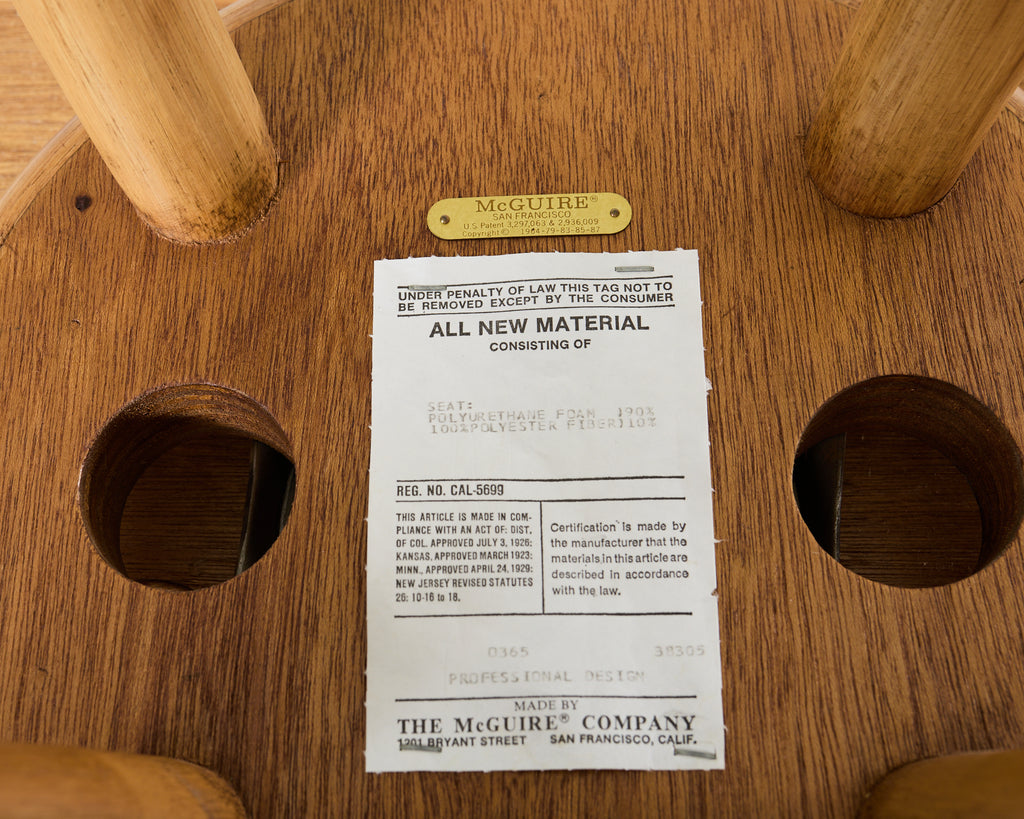 McGUIRE®
SAN FRANCISCO
U.S. Patent 3,297,063 & 2,936,009
Copyright © 1964-79-83-85-87
UNDER PENALTY OF LAW THIS TAG NOT TO
BE REMOVED EXCEPT BY THE CONSUMER
ALL NEW MATERIAL
CONSISTING OF
SEAT:
POLYURETHANE FOAM )90%
100%POLYESTER FIBER)10%
REG. NO. CAL-5699
THIS ARTICLE IS MADE IN COM-
PLIANCE WITH AN ACT OF: DIST.
OF COL. APPROVED JULY 3, 1926;
KANSAS, APPROVED MARCH 1923;
MINN., APPROVED APRIL 24, 1929;
NEW JERSEY REVISED STATUTES
26: 10-16 to 18.
Certification is made by
the manufacturer that the
materials in this article are
described in accordance
with the law.
0365 38305
PROFESSIONAL DESIGN
MADE BY
THE McGUIRE® COMPANY
1201 BRYANT STREET SAN FRANCISCO, CALIF.